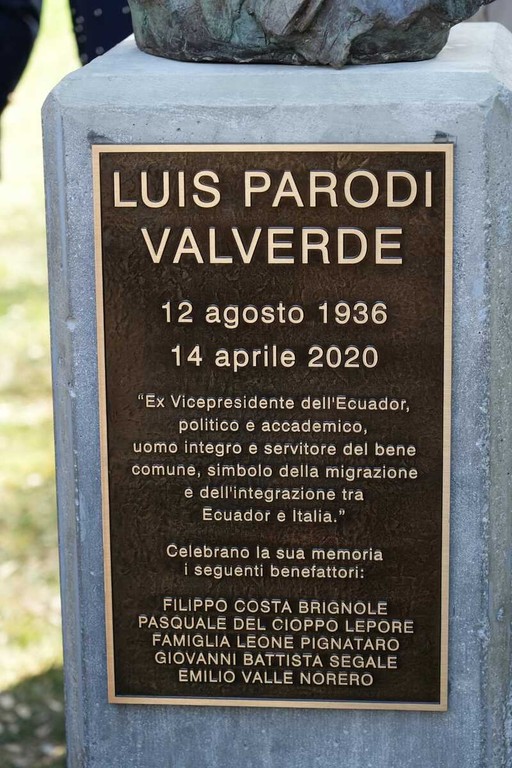 LUIS PARODI
VALVERDE
12 agosto 1936
14 aprile 2020
“Ex Vicepresidente dell'Ecuador,
politico e accademico,
uomo integro e servitore del bene
comune, simbolo della migrazione
e dell'integrazione tra
Ecuador e Italia.”
Celebrano la sua memoria
i seguenti benefattori:
FILIPPO COSTA BRIGNOLE
PASQUALE DEL CIOPPO LEPORE
FAMIGLIA LEONE PIGNATARO
GIOVANNI BATTISTA SEGALE
EMILIO VALLE NORERO